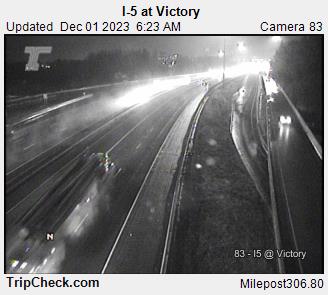 I-5 at Victory
Updated Dec 01 2023 6:23 AM Camera 83
T
N
83 - I5 @ Victory
TripCheck.com Milepost306.80